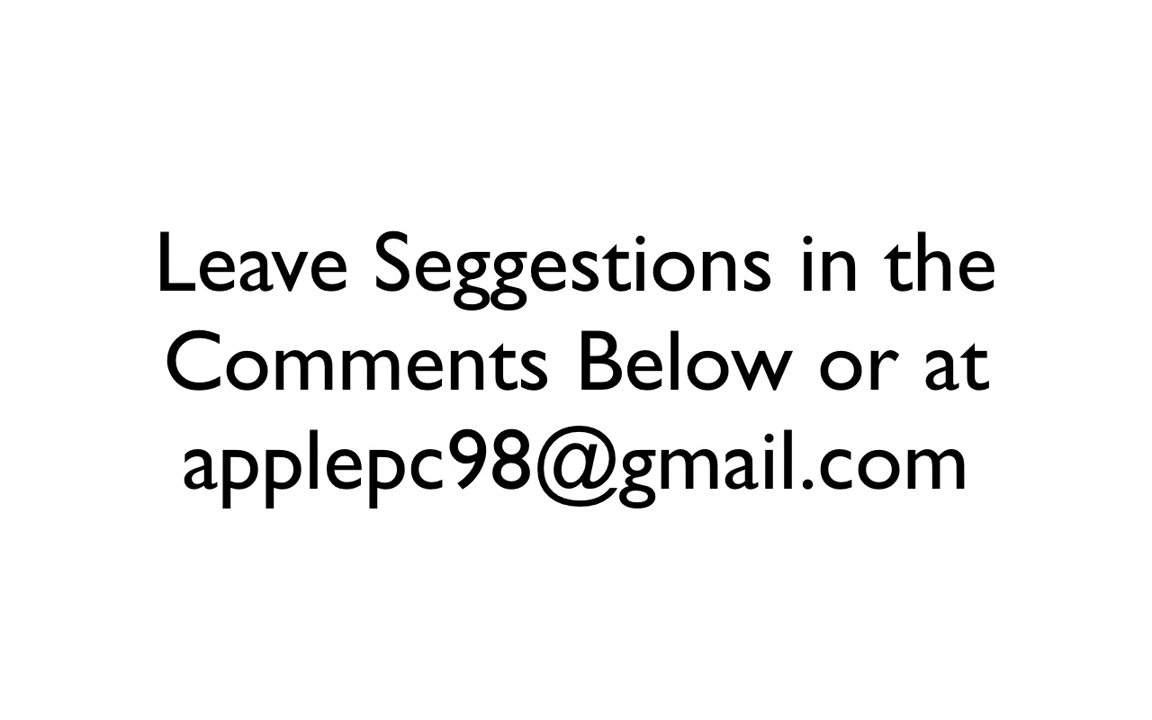 Leave Seggestions in the
Comments Below or at
applepc98@gmail.com